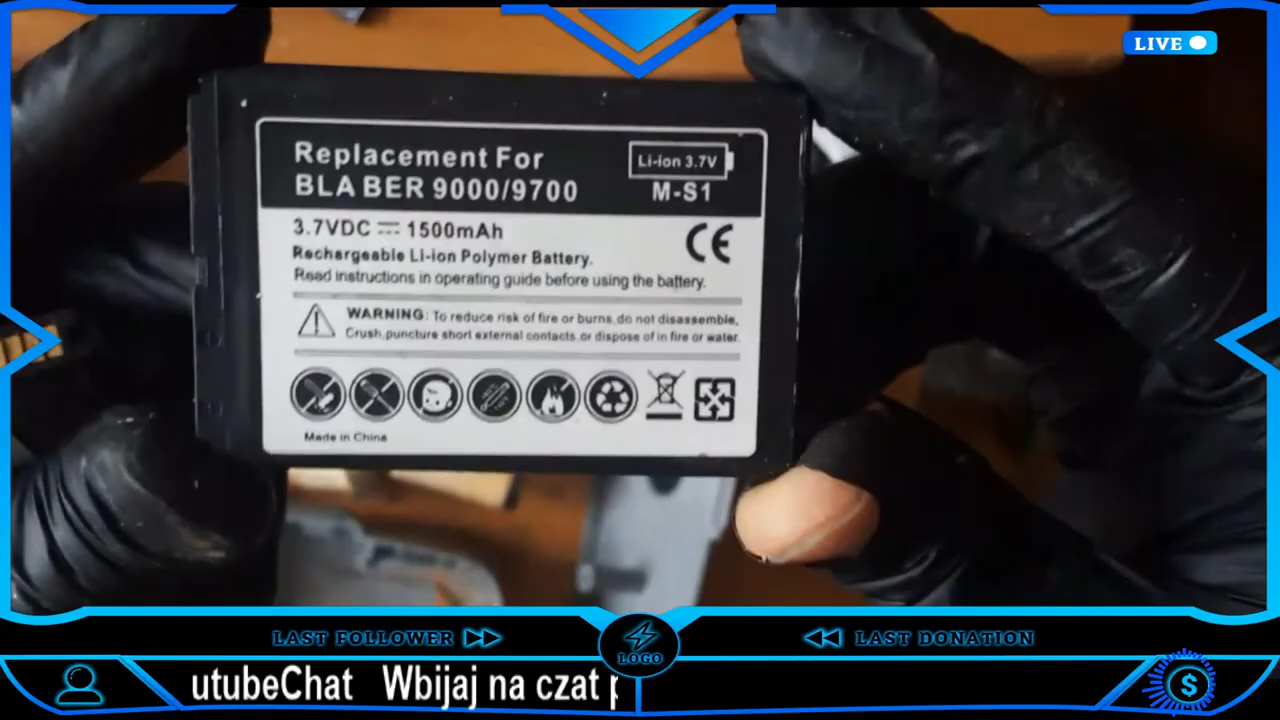 LIVE
Replacement For
BLA BER 9000/9700
Li-ion 3.7V
M-S1
3.7VDC 1500mAh
CE
Rechargeable Li-ion Polymer Battery.
Read instructions in operating guide before using the battery.
WARNING: To reduce risk of fire or burns,do not disassemble,
Crush,puncture short external contacts,or dispose of in fire or water.
Made in China
LAST FOLLOWER
LAST DONATION
LOGO
utubeChat Wbijaj na czat
$